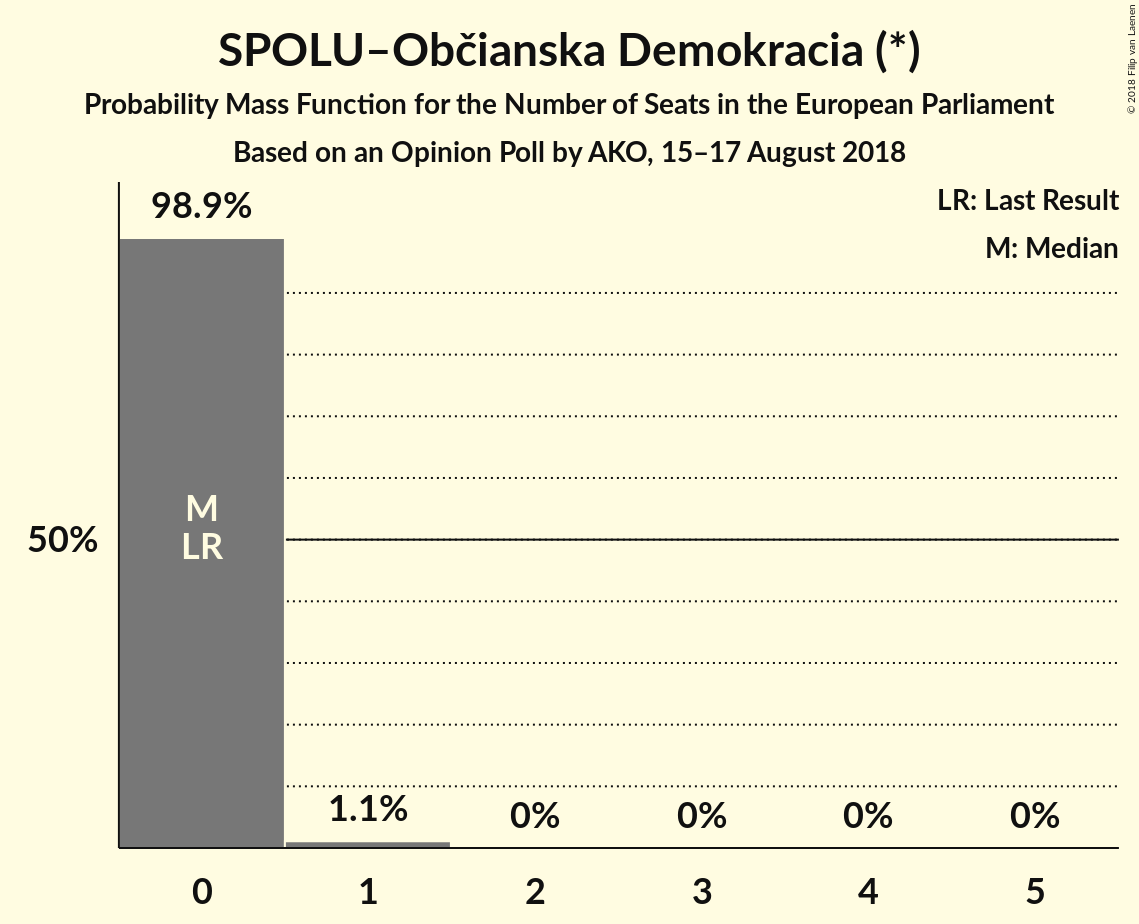 SPOLU–Občianska Demokracia (*)
Probability Mass Function for the Number of Seats in the European Parliament
Based on an Opinion Poll by AKO, 15–17 August 2018
© 2018 Filip van Laenen
LR: Last Result
M: Median
98.9%
M
LR
50%
1.1%
0%
0%
0%
0%
0
1
2
3
4
5